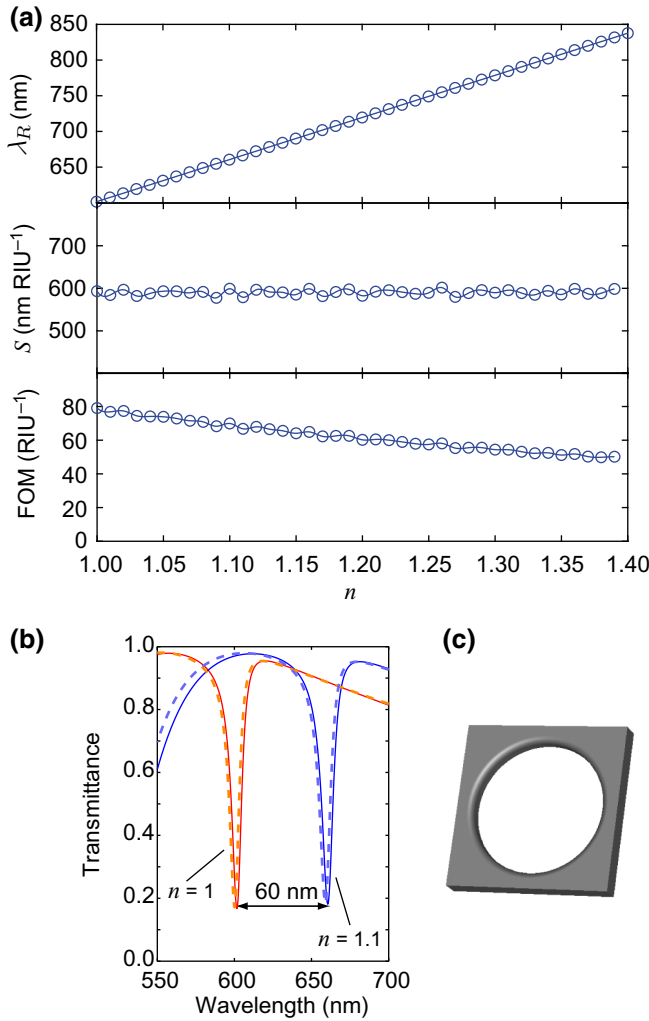 (a)
850
800
750
700
650
λR (nm)
700
600
500
S (nm RIU−1)
80
60
40
20
0
FOM (RIU−1)
1.00 1.05 1.10 1.15 1.20 1.25 1.30 1.35 1.40
n
(b)
(c)
1.0
0.8
0.6
0.4
0.2
0.0
Transmittance
n = 1
60 nm
n = 1.1
550 600 650 700
Wavelength (nm)